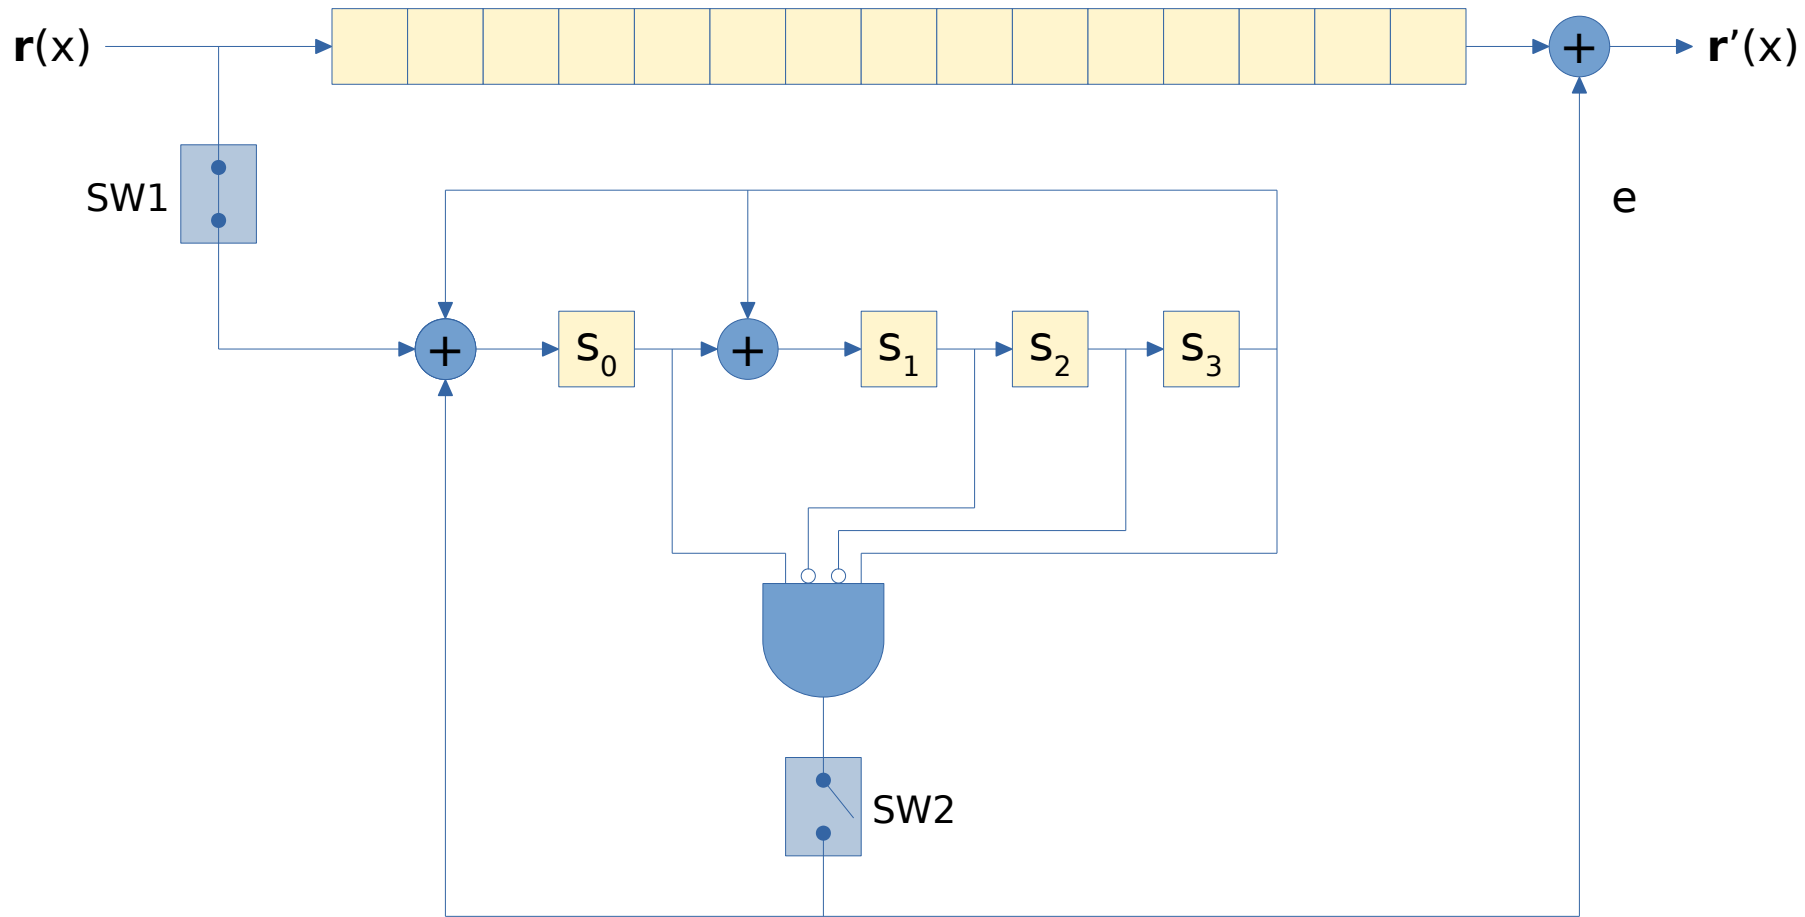 r(x)
+
r’(x)
SW1
e
+
s0
+
s1
s2
s3
SW2